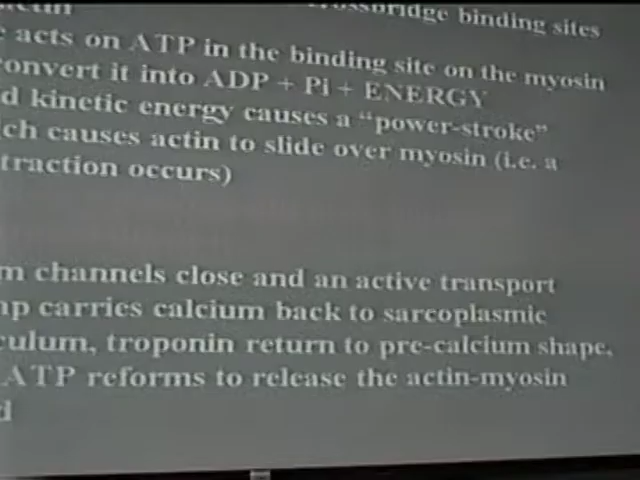 binding sites
acts on ATP in the binding site on the myosin
convert it into ADP + Pi + ENERGY
d kinetic energy causes a “power-stroke”
ch causes actin to slide over myosin (i.e. a
traction occurs)
m channels close and an active transport
mp carries calcium back to sarcoplasmic
culum, troponin return to pre-calcium shape,
ATP reforms to release the actin-myosin
d